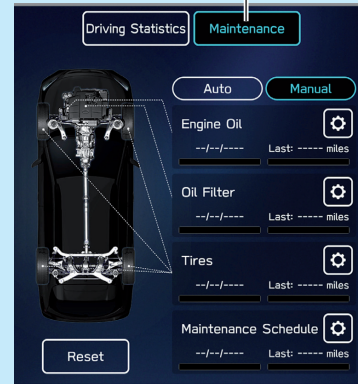 Driving Statistics Maintenance
Auto Manual
Engine Oil
--/--/---- Last: ----- miles
Oil Filter
--/--/---- Last: ----- miles
Tires
--/--/---- Last: ----- miles
Maintenance Schedule
--/--/---- Last: ----- miles
Reset